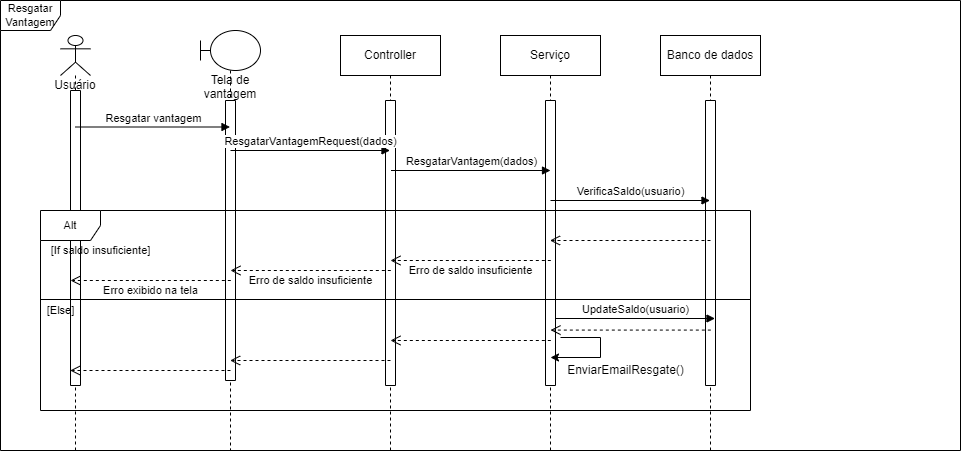 Resgatar
Vantagem
Usuário
Tela de
vantagem
Controller
Serviço
Banco de dados
Resgatar vantagem
ResgatarVantagemRequest(dados)
ResgatarVantagem(dados)
VerificaSaldo(usuario)
Alt
[If saldo insuficiente]
Erro de saldo insuficiente
Erro de saldo insuficiente
Erro exibido na tela
[Else]
UpdateSaldo(usuario)
EnviarEmailResgate()